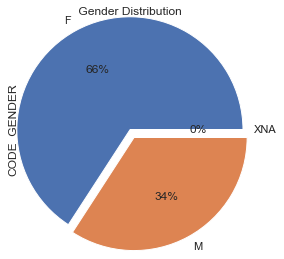 Gender Distribution
F
66%
CODE_GENDER
0%
XNA
34%
M